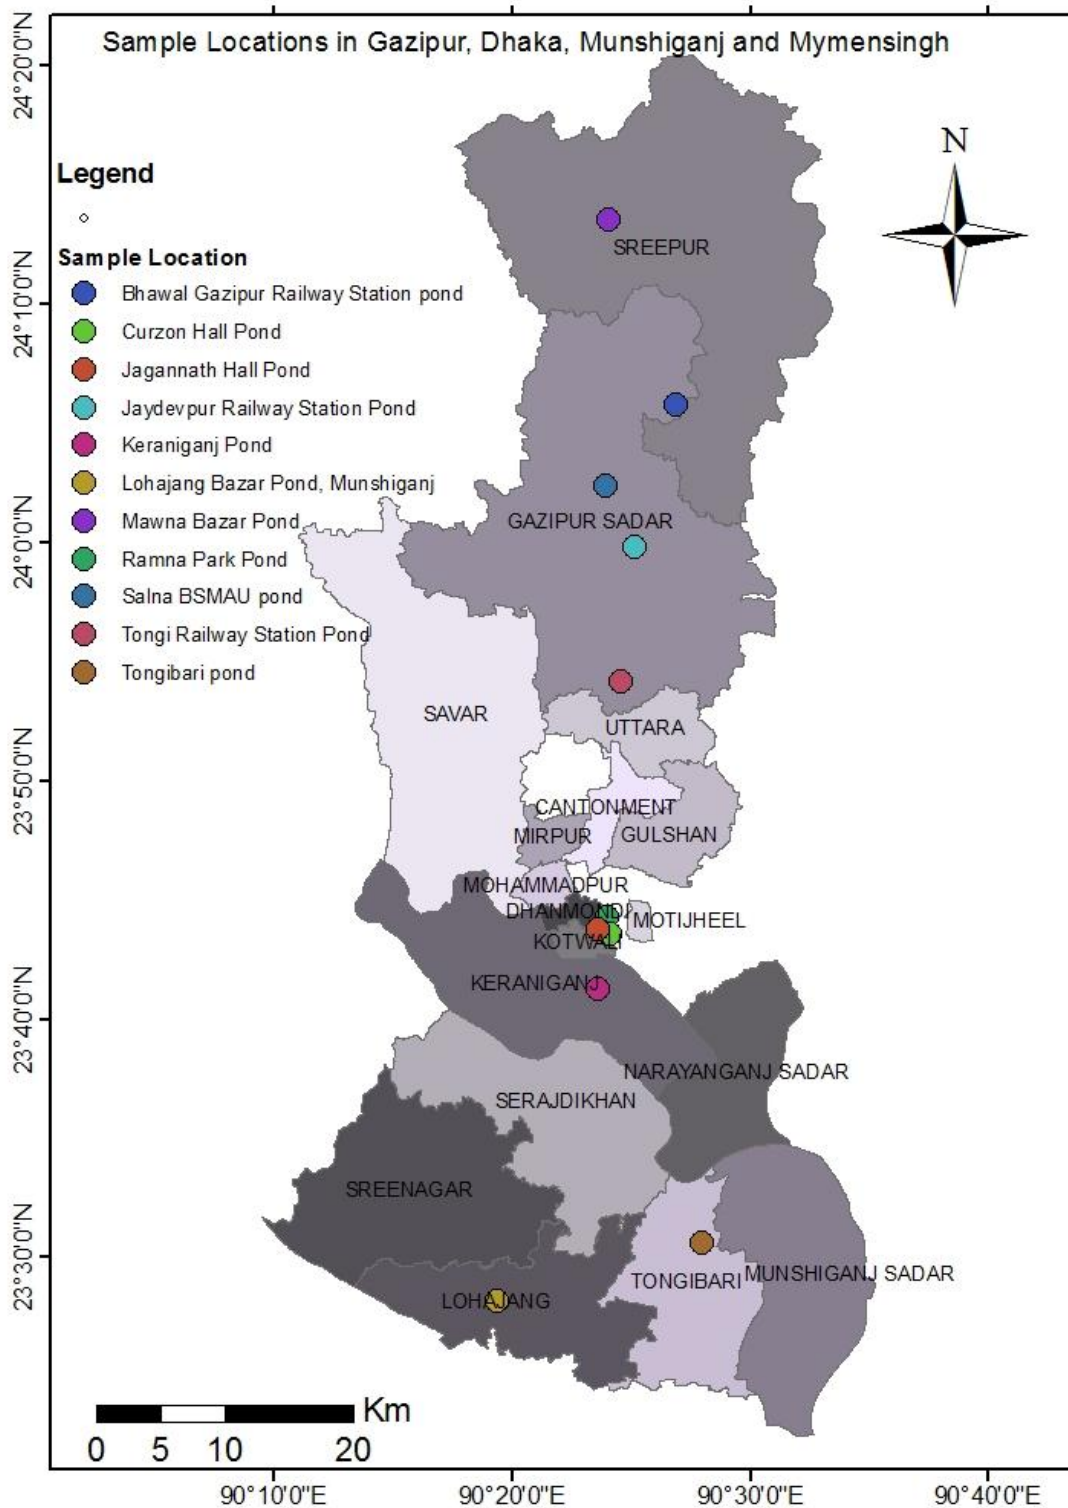 Sample Locations in Gazipur, Dhaka, Munshiganj and Mymensingh
N
Legend
Sample Location
Bhawal Gazipur Railway Station pond
Curzon Hall Pond
Jagannath Hall Pond
Jaydevpur Railway Station Pond
Keraniganj Pond
Lohajang Bazar Pond, Munshiganj
Mawna Bazar Pond
Ramna Park Pond
Salna BSMAU pond
Tongi Railway Station Pond
Tongibari pond
SREEPUR
GAZIPUR SADAR
SAVAR
UTTARA
CANTONMENT
MIRPUR
GULSHAN
MOHAMMADPUR
DHANMONDI
MOTIJHEEL
KOTWALI
KERANIGANJ
NARAYANGANJ SADAR
SERAJDIKHAN
SREENAGAR
TONGIBARI
MUNSHIGANJ SADAR
LOHAJANG
Km
0 5 10 20
24°20'0"N
24°10'0"N
24°0'0"N
23°50'0"N
23°40'0"N
23°30'0"N
90°10'0"E
90°20'0"E
90°30'0"E
90°40'0"E